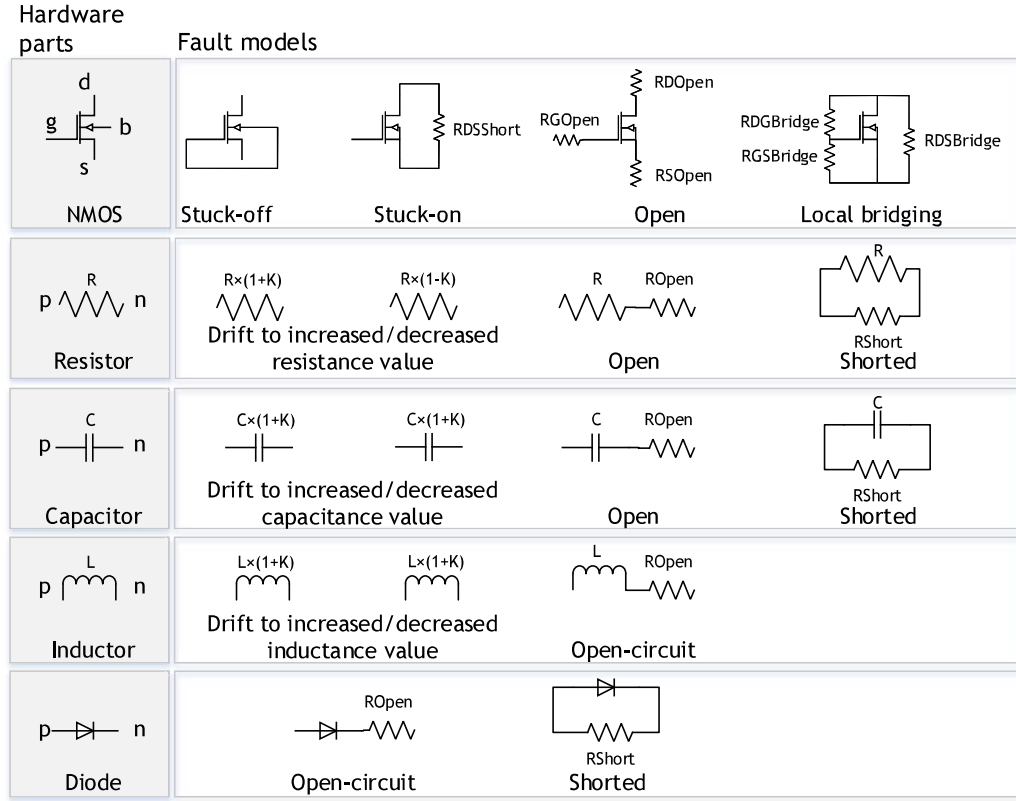 Hardware
parts
Fault models
d
g
b
s
NMOS
Stuck-off
RDSShort
Stuck-on
RDOpen
RGOpen
RSOpen
Open
RDGBridge
RGSBridge
RDSBridge
Local bridging
R
p n
Resistor
R×(1+K) R×(1-K)
Drift to increased/decreased
resistance value
R ROpen
Open
R
RShort
Shorted
C
p n
Capacitor
C×(1+K) C×(1+K)
Drift to increased/decreased
capacitance value
C ROpen
Open
C
RShort
Shorted
L
p n
Inductor
L×(1+K) L×(1+K)
Drift to increased/decreased
inductance value
L ROpen
Open-circuit
p n
Diode
ROpen
Open-circuit
RShort
Shorted